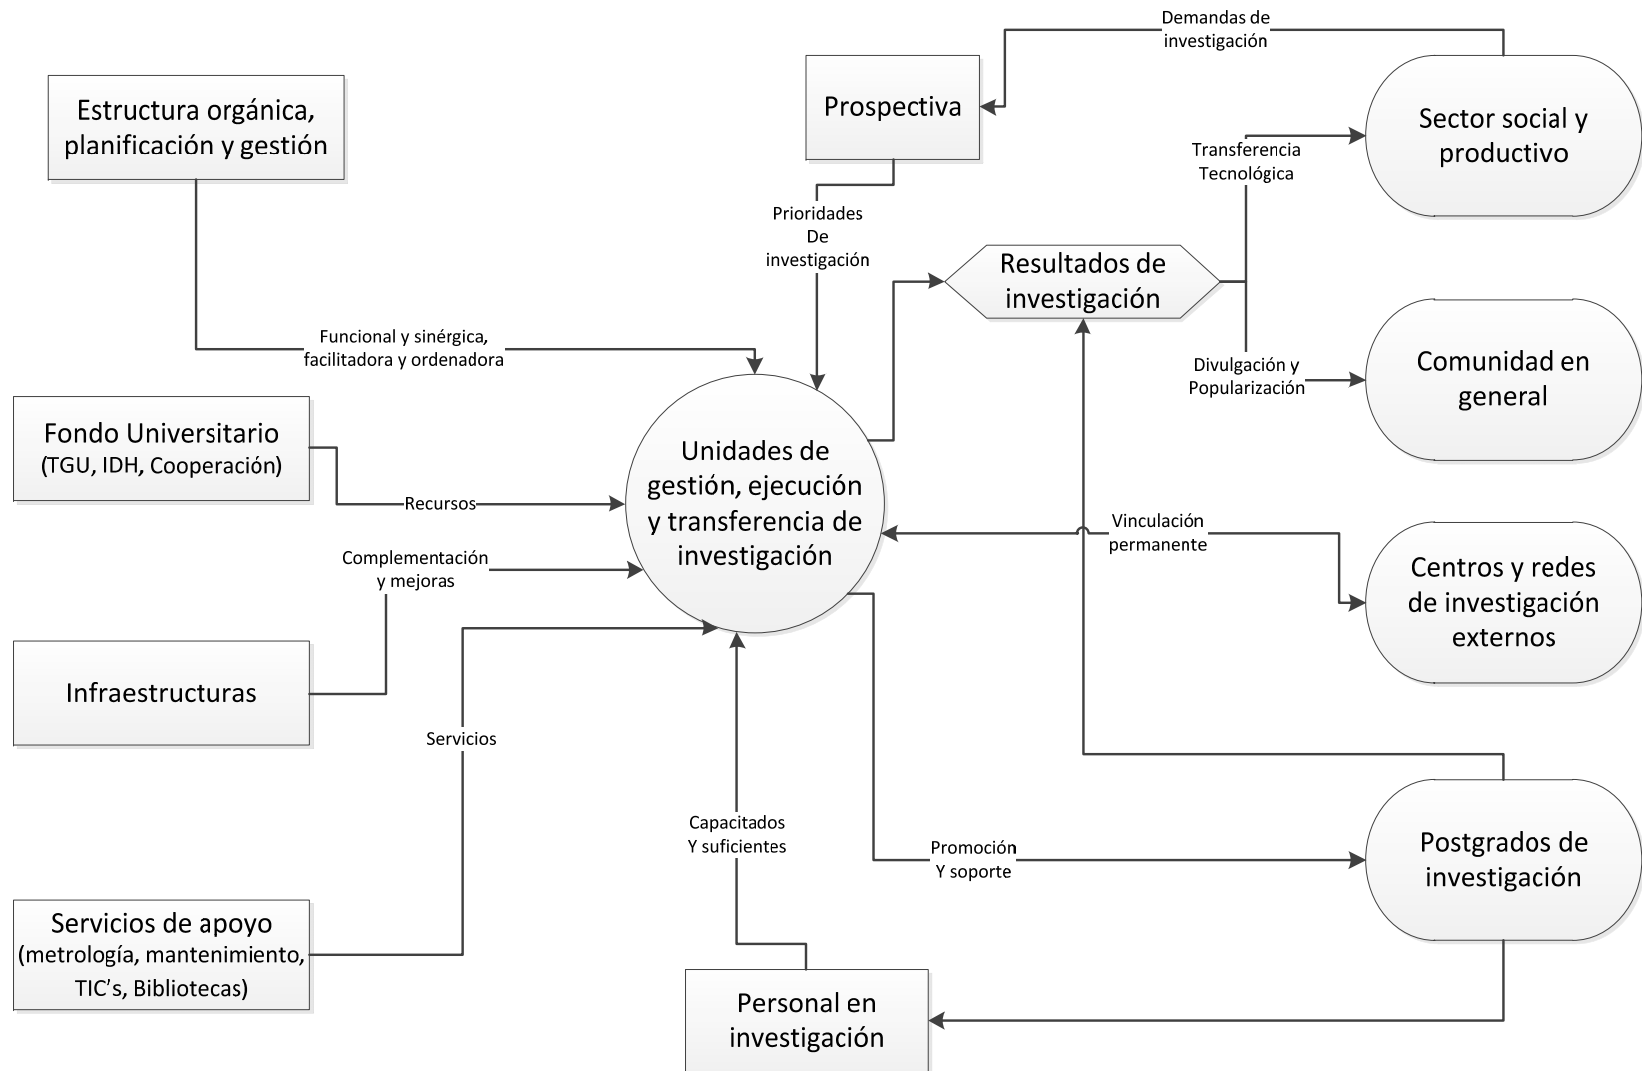 Demandas de
investigación
Estructura orgánica,
planificación y gestión
Prospectiva
Sector social y
productivo
Transferencia
Tecnológica
Prioridades
De
investigación
Resultados de
investigación
Funcional y sinérgica,
facilitadora y ordenadora
Divulgación y
Popularización
Comunidad en
general
Fondo Universitario
(TGU, IDH, Cooperación)
Recursos
Unidades de
gestión, ejecución
y transferencia de
investigación
Vinculación
permanente
Centros y redes
de investigación
externos
Complementación
y mejoras
Infraestructuras
Servicios
Capacitados
Y suficientes
Promoción
Y soporte
Postgrados de
investigación
Servicios de apoyo
(metrología, mantenimiento,
TIC's, Bibliotecas)
Personal en
investigación